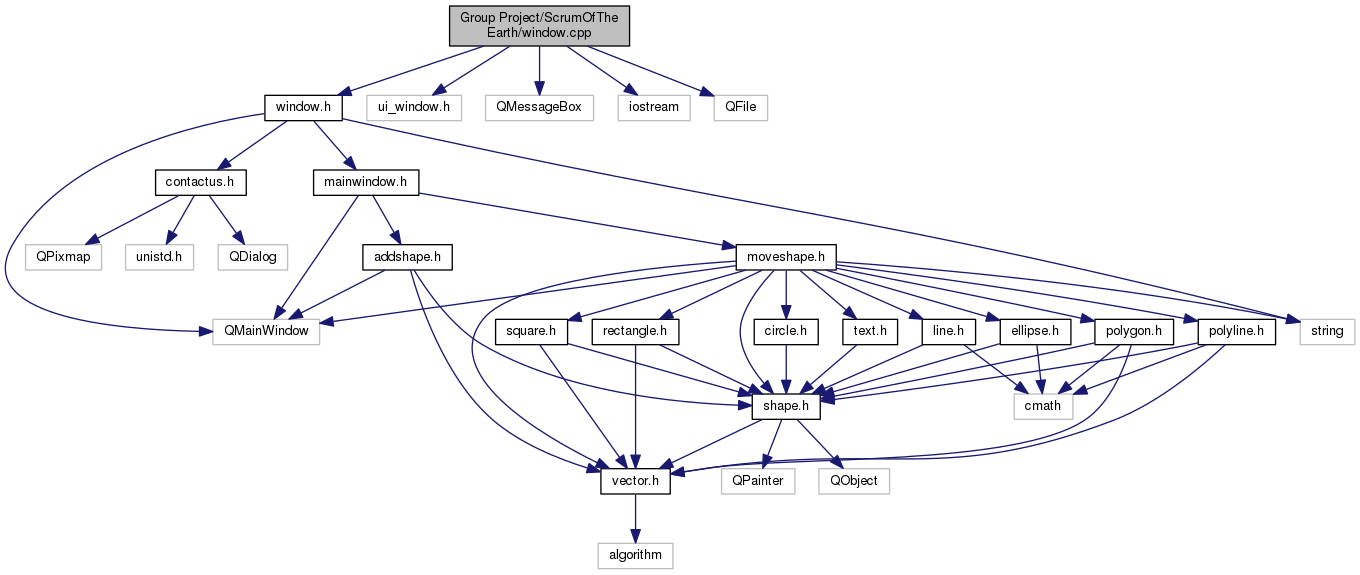 Group Project/ScrumOfThe
Earth/window.cpp
window.h
ui_window.h
QMessageBox
iostream
QFile
contactus.h
mainwindow.h
QPixmap
unistd.h
QDialog
addshape.h
moveshape.h
QMainWindow
square.h
rectangle.h
circle.h
text.h
line.h
ellipse.h
polygon.h
polyline.h
string
shape.h
cmath
vector.h
QPainter
QObject
algorithm